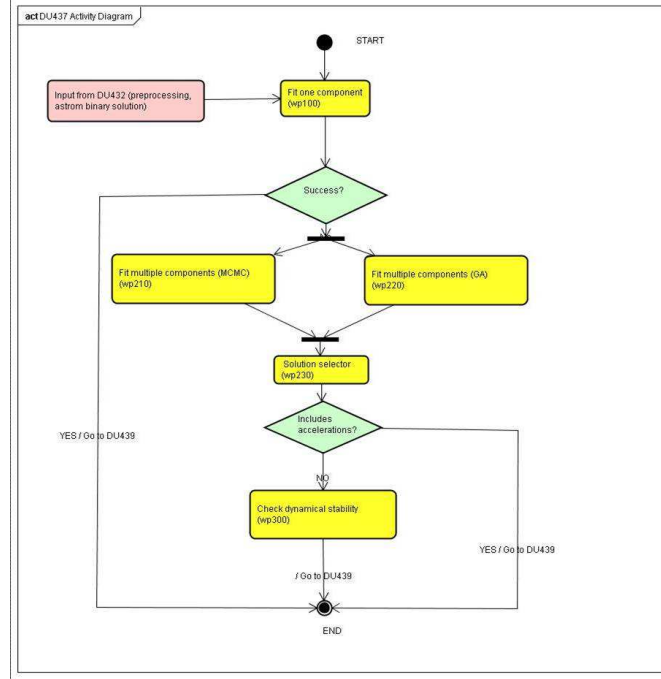 act DU437 Activity Diagram
START
Input from DU432 (preprocessing,
astrom binary solution)
Fit one component
(wp100)
Success?
Fit multiple components (MCMC)
(wp210)
Fit multiple components (GA)
(wp220)
Solution selector
(wp230)
Includes
accelerations?
YES / Go to DU439
NO
Check dynamical stability
(wp300)
YES / Go to DU439
/ Go to DU439
END